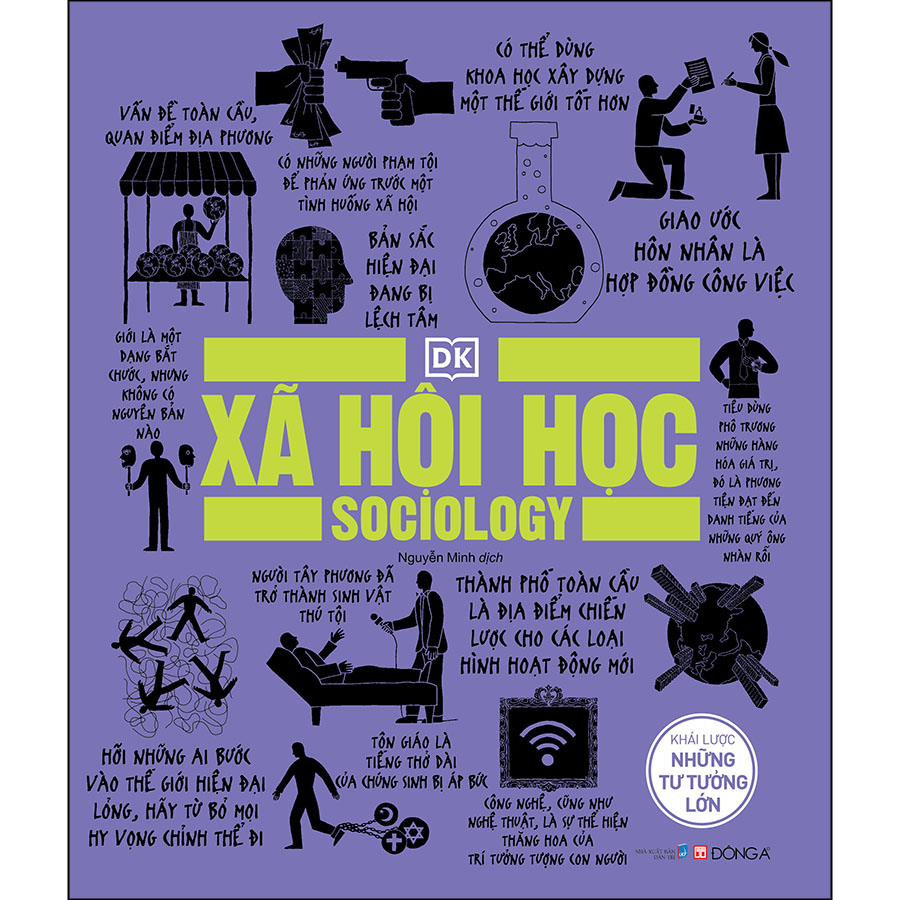 CÓ THỂ DÙNG
KHOA HỌC XÂY DỰNG
MỘT THẾ GIỚI TỐT HƠN
VẤN ĐỀ TOÀN CẦU,
QUAN ĐIỂM ĐỊA PHƯƠNG
CÓ NHỮNG NGƯỜI PHẠM TỘI
ĐỂ PHẢN ỨNG TRƯỚC MỘT
TÌNH HUỐNG XÃ HỘI
GIAO ƯỚC
HÔN NHÂN LÀ
HỢP ĐỒNG CÔNG VIỆC
BẢN SẮC
HIỆN ĐẠI
ĐANG BỊ
LỆCH TÂM
GIỚI LÀ MỘT
DẠNG BẮT
CHƯỚC, NHƯNG
KHÔNG CÓ
NGUYÊN BẢN
NÀO
DK
XÃ HỘI HỌC
SOCIOLOGY
Nguyễn Minh dịch
TIÊU DÙNG
PHÔ TRƯƠNG
NHỮNG HÀNG
HÓA GIÁ TRỊ,
ĐÓ LÀ PHƯƠNG
TIỆN ĐẠT ĐẾN
DANH TIẾNG CỦA
NHỮNG QUÝ ÔNG
NHÀN RỖI
NGƯỜI TÂY PHƯƠNG ĐÃ
TRỞ THÀNH SINH VẬT
THÚ TỘI
THÀNH PHỐ TOÀN CẦU
LÀ ĐỊA ĐIỂM CHIẾN
LƯỢC CHO CÁC LOẠI
HÌNH HOẠT ĐỘNG MỚI
HỠI NHỮNG AI BƯỚC
VÀO THẾ GIỚI HIỆN ĐẠI
LỎNG, HÃY TỪ BỎ MỌI
HY VỌNG CHỈNH THỂ ĐI
TÔN GIÁO LÀ
TIẾNG THỞ DÀI
CỦA CHÚNG SINH BỊ ÁP BỨC
CÔNG NGHỆ, CŨNG NHƯ
NGHỆ THUẬT, LÀ SỰ THỂ HIỆN
THĂNG HOA CỦA
TRÍ TƯỞNG TƯỢNG CON NGƯỜI
KHÁI LƯỢC
NHỮNG
TƯ TƯỞNG
LỚN
NHÀ XUẤT BẢN
DÂN TRÍ
ĐÔNG A